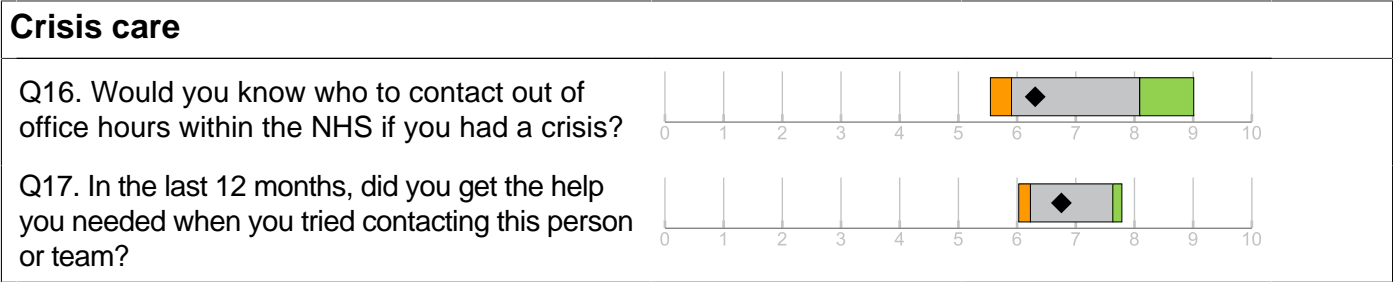 Crisis care
Q16. Would you know who to contact out of
office hours within the NHS if you had a crisis?
0 1 2 3 4 5 6 7 8 9 10
Q17. In the last 12 months, did you get the help
you needed when you tried contacting this person
or team?
0 1 2 3 4 5 6 7 8 9 10